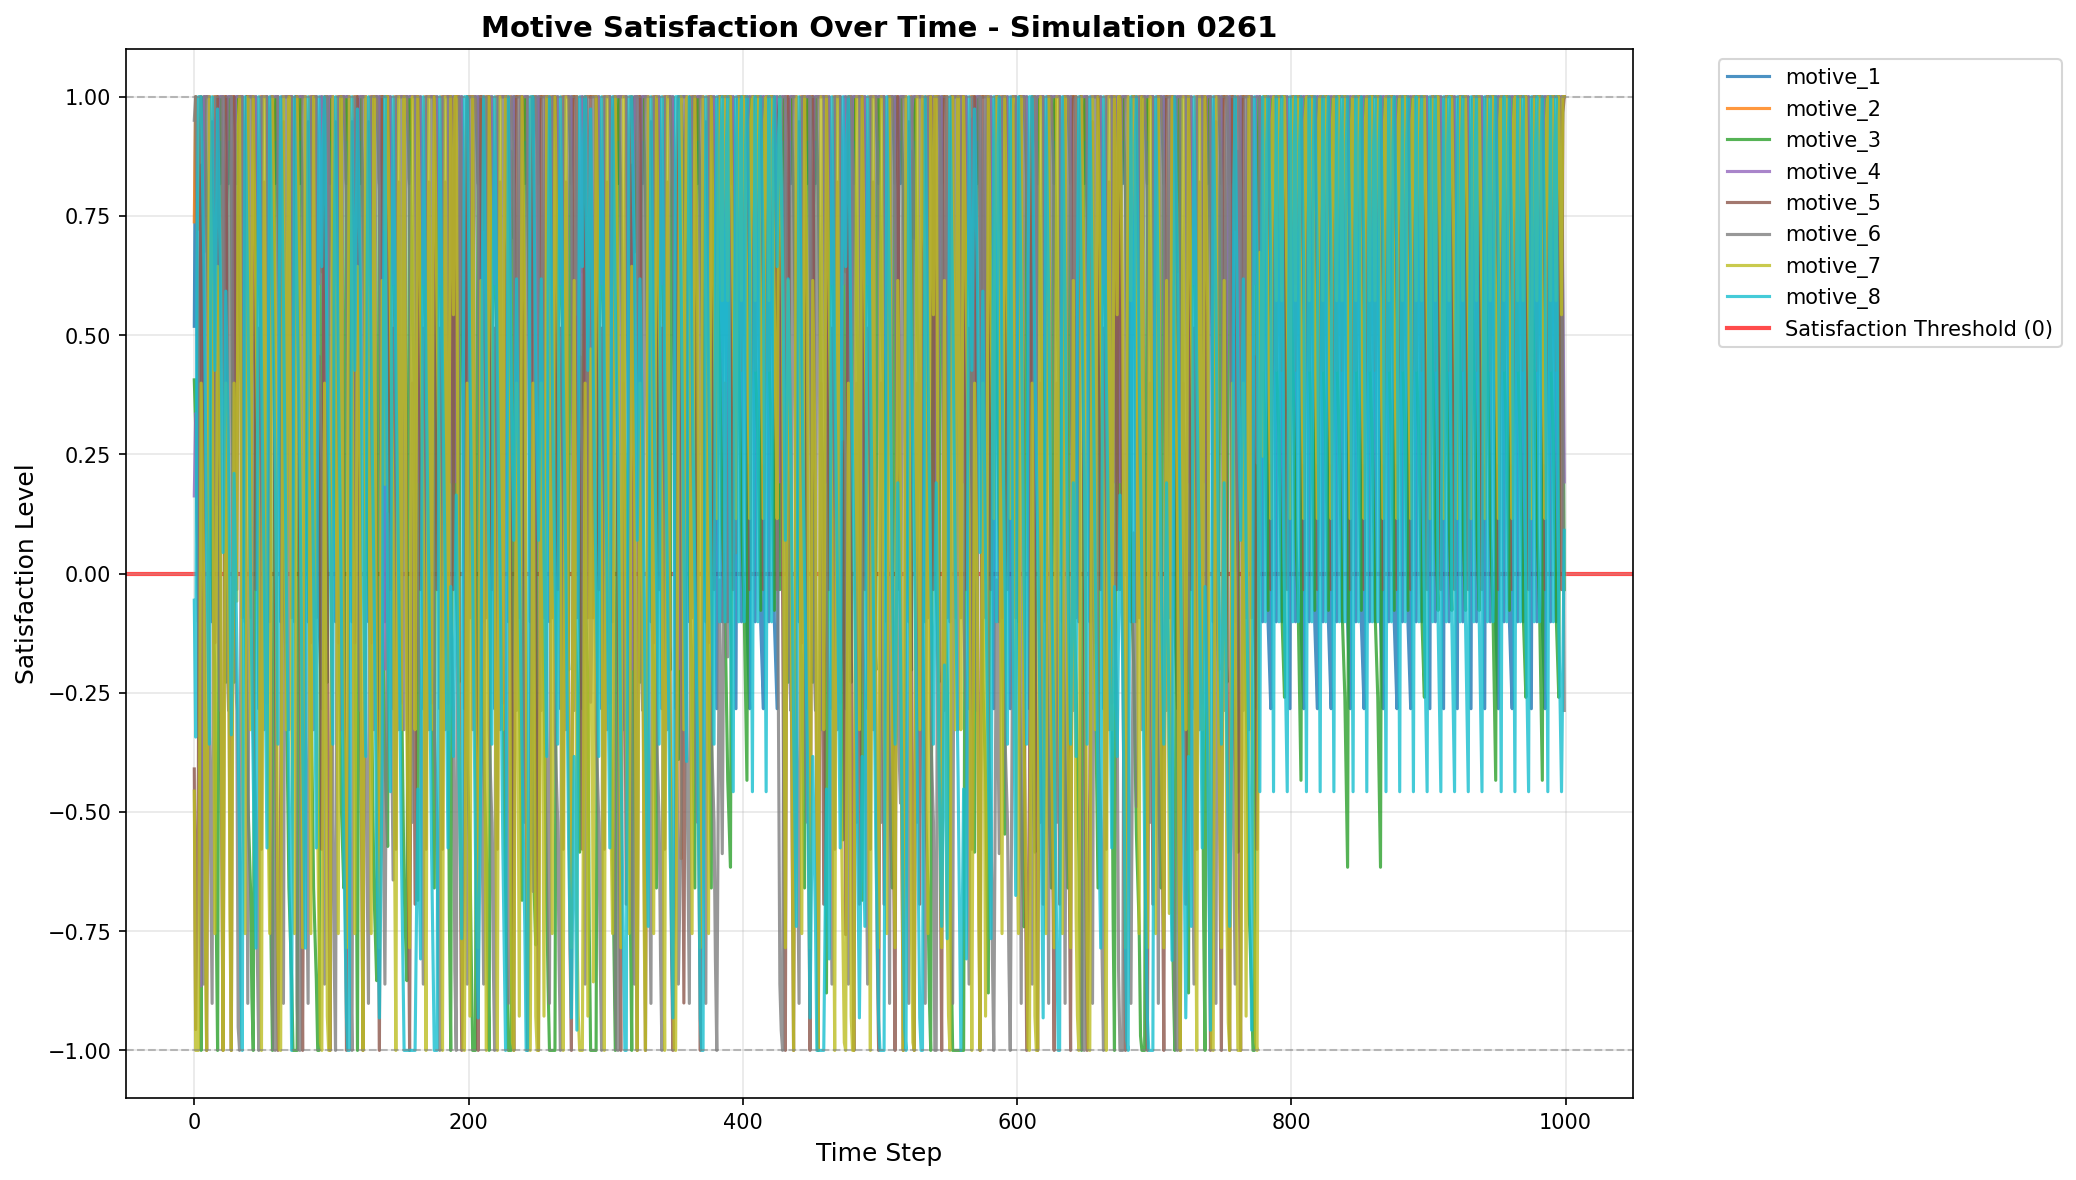 Motive Satisfaction Over Time - Simulation 0261
1.00
0.75
0.50
0.25
0.00
−0.25
−0.50
−0.75
−1.00
Satisfaction Level
0
200
400
600
800
1000
Time Step
motive_1
motive_2
motive_3
motive_4
motive_5
motive_6
motive_7
motive_8
Satisfaction Threshold (0)